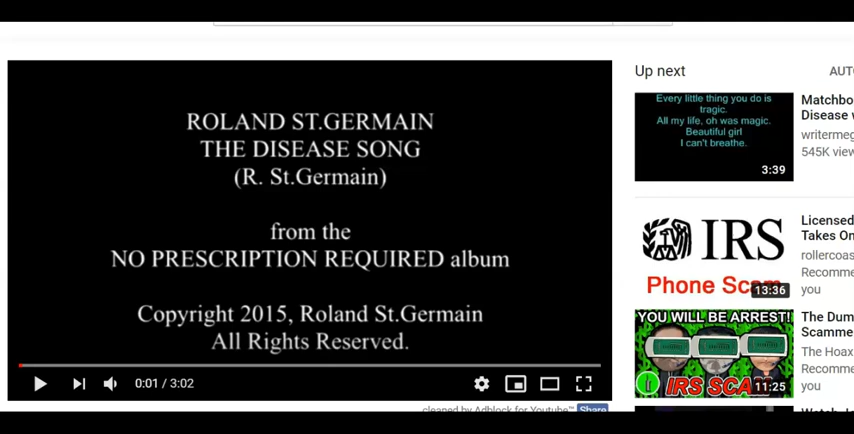 ROLAND ST.GERMAIN
THE DISEASE SONG
(R. St.Germain)
from the
NO PRESCRIPTION REQUIRED album
Copyright 2015, Roland St.Germain
All Rights Reserved.
0:01 / 3:02
cleaned by Adblock for Youtube™ Share
Up next
AUT
Every little thing you do is
tragic.
All my life, oh was magic.
Beautiful girl
I can't breathe.
3:39
Matchbo
Disease w
writermeg
545K view
IRS
Phone Scam
13:36
Licensed
Takes On
rollercoas
Recomme
you
YOU WILL BE ARREST!
IRS SCA
11:25
The Dum
Scamme
The Hoax
Recomme
you